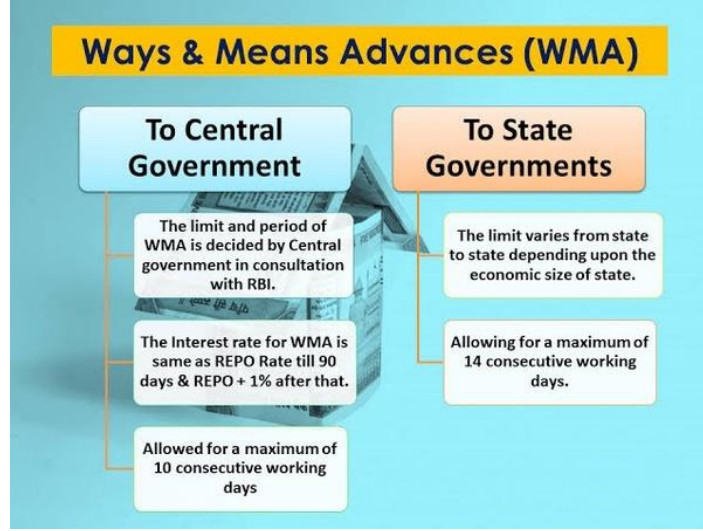 Ways & Means Advances (WMA)
To Central
Government
The limit and period of
WMA is decided by Central
government in consultation
with RBI.
The Interest rate for WMA is
same as REPO Rate till 90
days & REPO + 1% after that.
Allowed for a maximum of
10 consecutive working
days
To State
Governments
The limit varies from state
to state depending upon the
economic size of state.
Allowing for a maximum of
14 consecutive working
days.